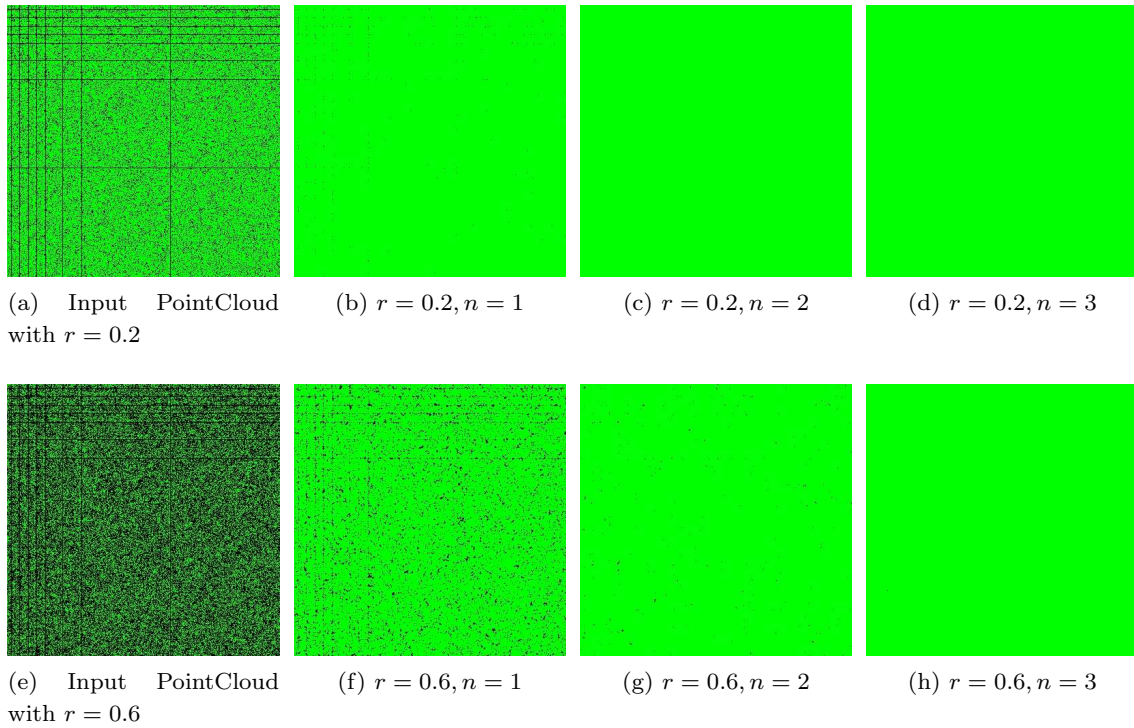 (a) Input PointCloud
with r = 0.2
(b) r = 0.2, n = 1
(c) r = 0.2, n = 2
(d) r = 0.2, n = 3
(e) Input PointCloud
with r = 0.6
(f) r = 0.6, n = 1
(g) r = 0.6, n = 2
(h) r = 0.6, n = 3